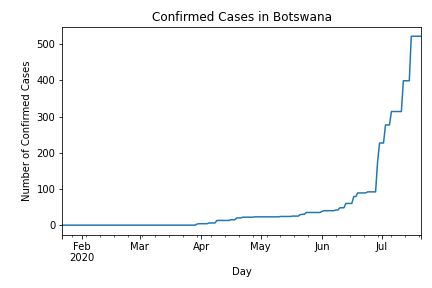 Confirmed Cases in Botswana
Number of Confirmed Cases
500
400
300
200
100
0
Feb Mar Apr May Jun Jul
2020
Day